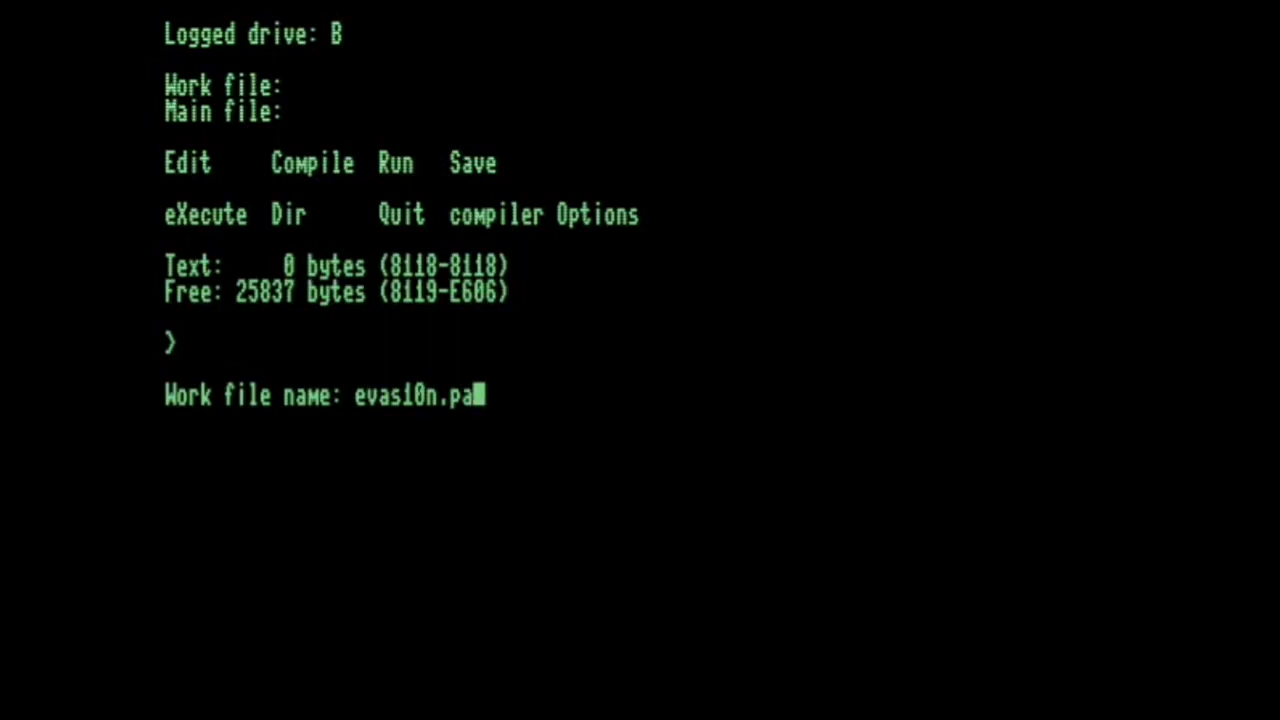 Logged drive: B
Work file:
Main file:
Edit Compile Run Save
eXecute Dir Quit compiler Options
Text: 0 bytes (8118-8118)
Free: 25837 bytes (8119-E606)
>
Work file name: evasi0n.pa